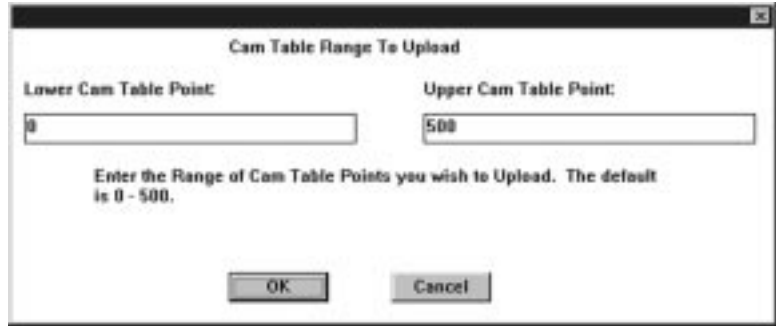 Cam Table Range To Upload
Lower Cam Table Point:
Upper Cam Table Point:
0
500
Enter the Range of Cam Table Points you wish to Upload. The default
is 0 - 500.
OK
Cancel